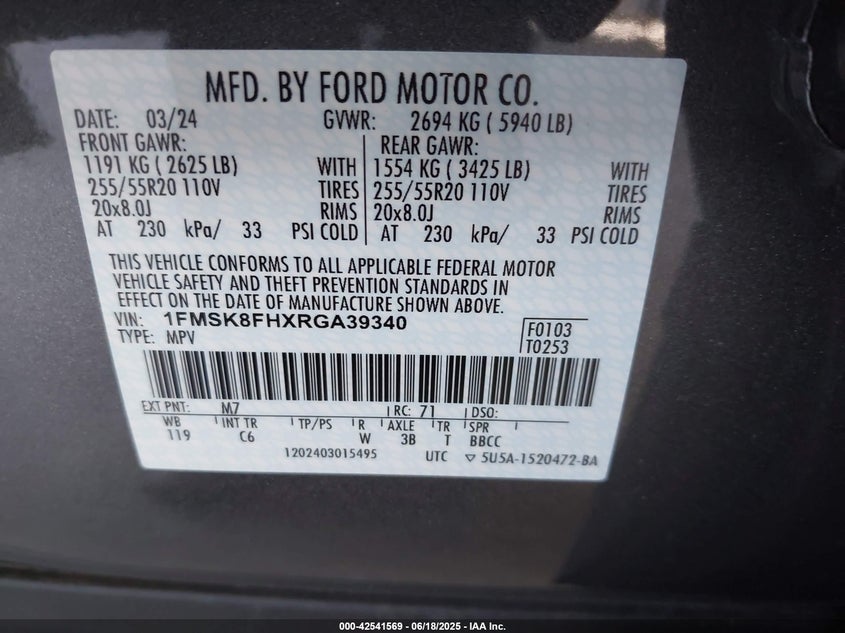 MFD. BY FORD MOTOR CO.
DATE: 03/24 GVWR: 2694 KG ( 5940 LB)
FRONT GAWR: REAR GAWR:
1191 KG ( 2625 LB) WITH 1554 KG ( 3425 LB) WITH
255/55R20 110V TIRES 255/55R20 110V TIRES
20x8.0J RIMS 20x8.0J RIMS
AT 230 kPa/ 33 PSI COLD AT 230 kPa/ 33 PSI COLD
THIS VEHICLE CONFORMS TO ALL APPLICABLE FEDERAL MOTOR
VEHICLE SAFETY AND THEFT PREVENTION STANDARDS IN
EFFECT ON THE DATE OF MANUFACTURE SHOWN ABOVE.
VIN: 1FMSK8FHXRGA39340 F0103
TYPE: MPV T0253
EXT PNT: M7 RC: 71 DSO:
WB INT TR TP/PS R AXLE TR SPR
119 C6 W 3B T BBCC
1202403015495 UTC ▽ 5U5A-1520472-BA
000-42541569 | 06/18/2025 - IAA Inc.